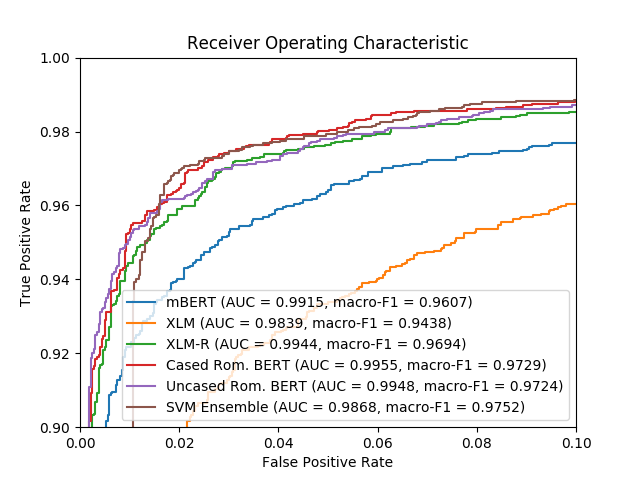 Receiver Operating Characteristic
True Positive Rate
1.00
0.98
0.96
0.94
0.92
0.90
mBERT (AUC = 0.9915, macro-F1 = 0.9607)
XLM (AUC = 0.9839, macro-F1 = 0.9438)
XLM-R (AUC = 0.9944, macro-F1 = 0.9694)
Cased Rom. BERT (AUC = 0.9955, macro-F1 = 0.9729)
Uncased Rom. BERT (AUC = 0.9948, macro-F1 = 0.9724)
SVM Ensemble (AUC = 0.9868, macro-F1 = 0.9752)
0.00 0.02 0.04 0.06 0.08 0.10
False Positive Rate